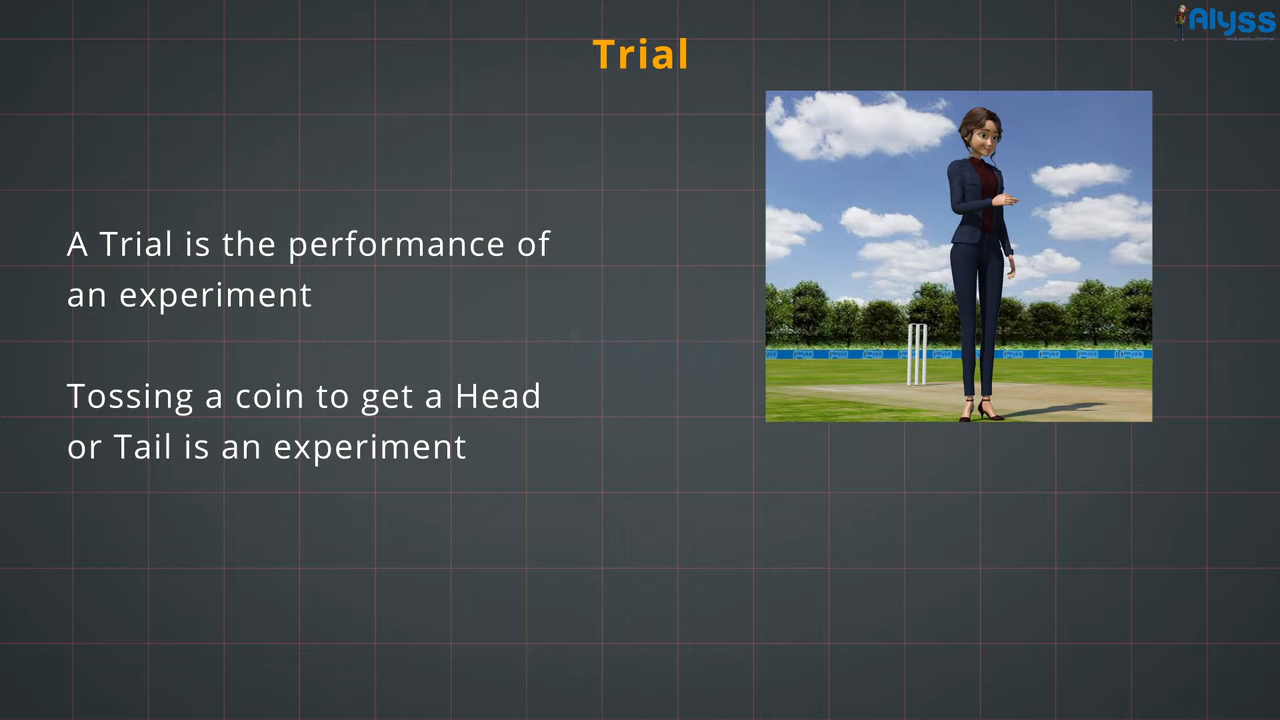 Alyss
Trial
A Trial is the performance of
an experiment
Tossing a coin to get a Head
or Tail is an experiment